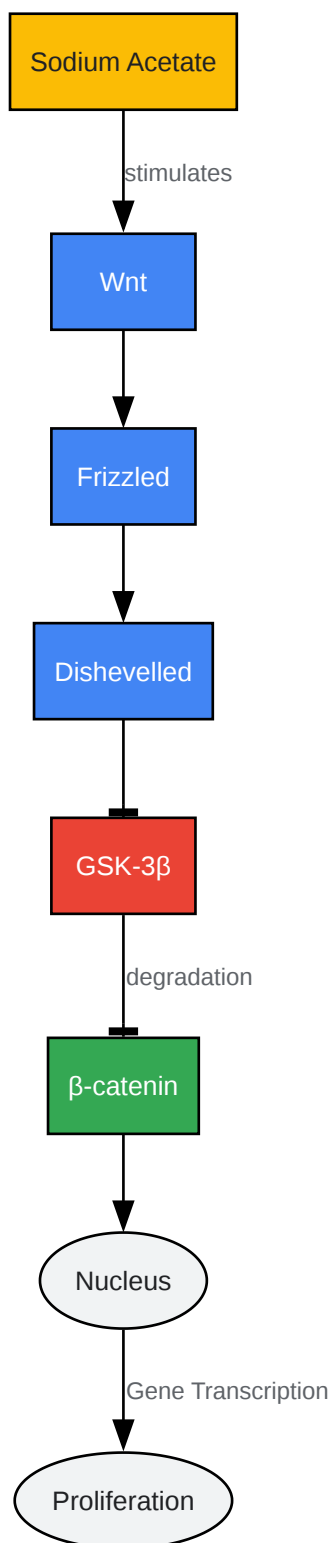 Sodium Acetate
stimulates
Wnt
Frizzled
Dishevelled
GSK-3β
degradation
β-catenin
Nucleus
Gene Transcription
Proliferation